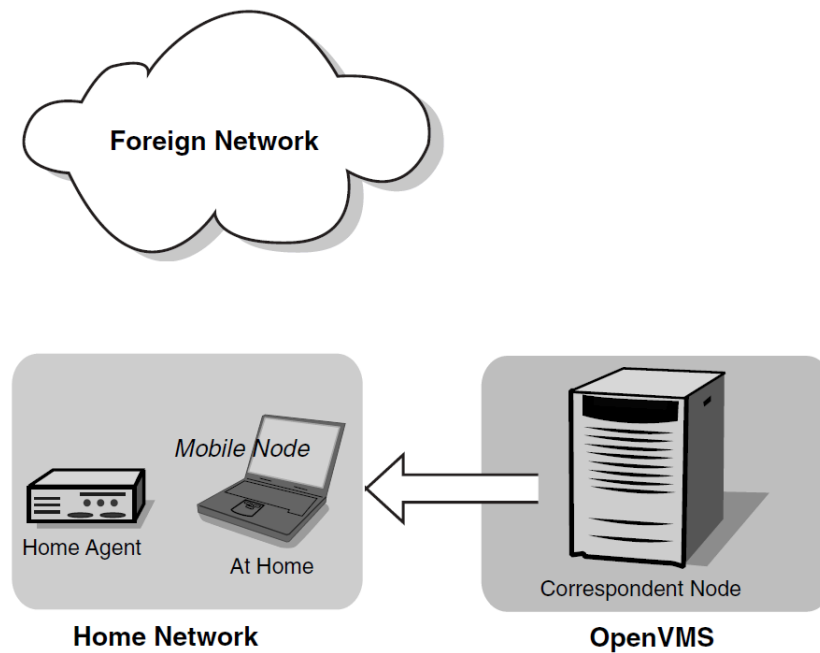 Foreign Network
Mobile Node
Home Agent
At Home
Correspondent Node
Home Network
OpenVMS